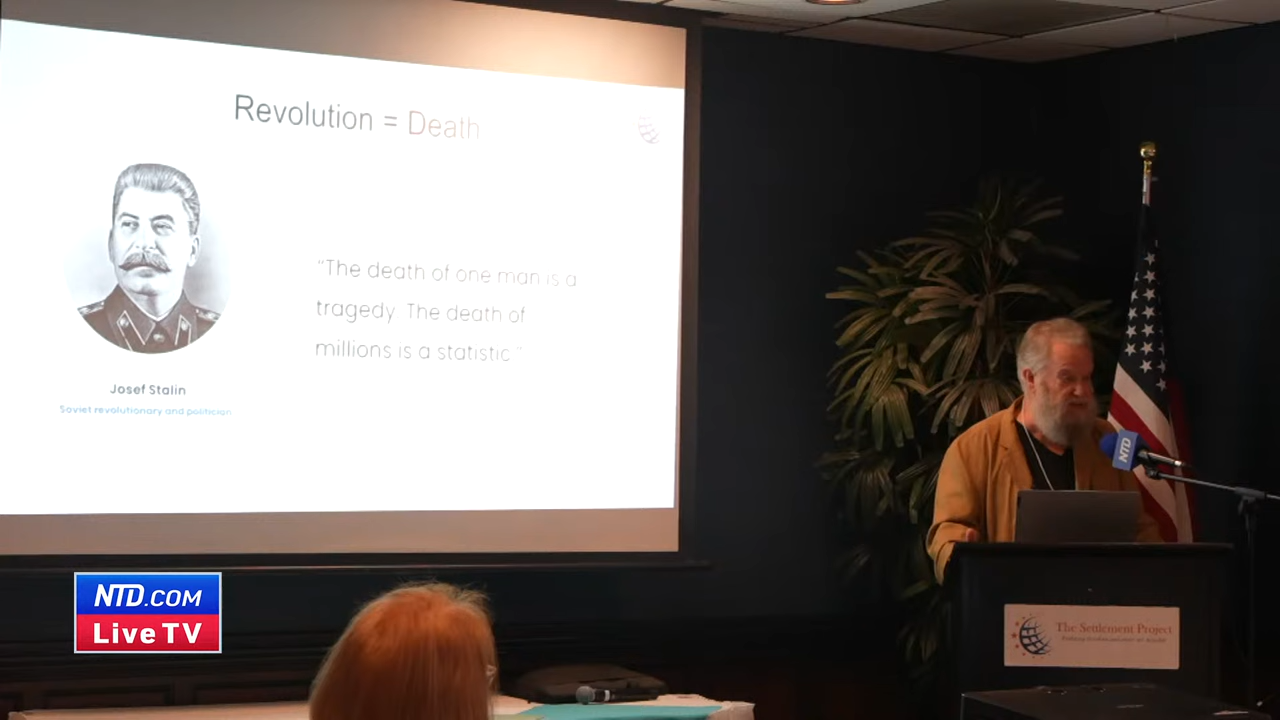 Revolution = Death
"The death of one man is a
tragedy. The death of
millions is a statistic."
Josef Stalin
Soviet revolutionary and politician
NTD
NTD.COM
Live TV
The Settlement Project